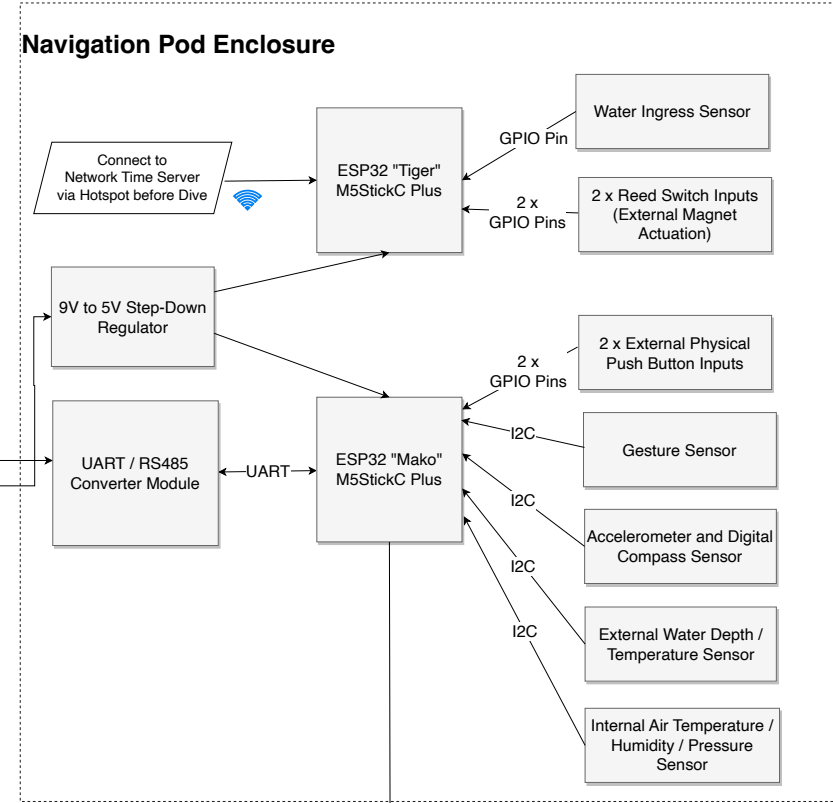 Navigation Pod Enclosure
Water Ingress Sensor
GPIO Pin
ESP32 "Tiger"
M5StickC Plus
Connect to
Network Time Server
via Hotspot before Dive
2 x
GPIO Pins
2 x Reed Switch Inputs
(External Magnet
Actuation)
9V to 5V Step-Down
Regulator
2 x External Physical
Push Button Inputs
2 x
GPIO Pins
UART / RS485
Converter Module
UART
ESP32 "Mako"
M5StickC Plus
I2C
Gesture Sensor
I2C
Accelerometer and Digital
Compass Sensor
I2C
External Water Depth /
Temperature Sensor
I2C
Internal Air Temperature /
Humidity / Pressure
Sensor